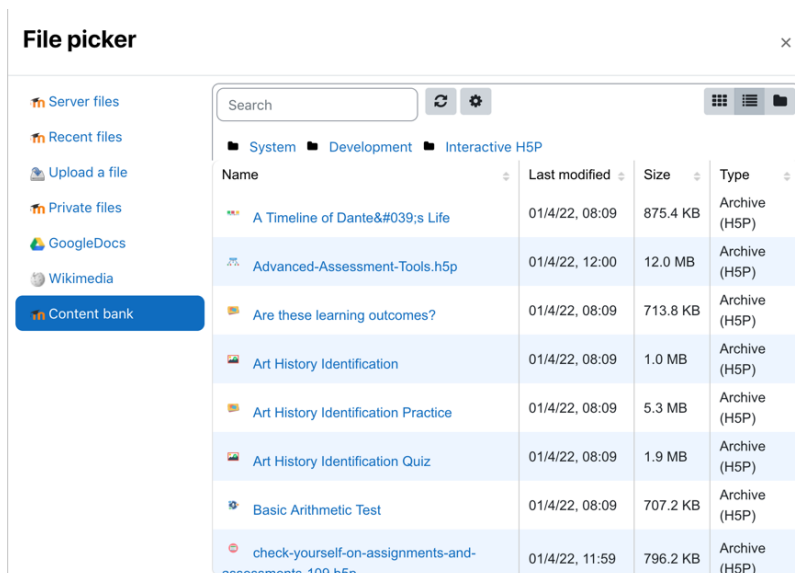 File picker
×
Server files
Recent files
Upload a file
Private files
GoogleDocs
Wikimedia
Content bank
Search
System Development Interactive H5P
Name Last modified Size Type
A Timeline of Dante&#039;s Life 01/4/22, 08:09 875.4 KB Archive (H5P)
Advanced-Assessment-Tools.h5p 01/4/22, 12:00 12.0 MB Archive (H5P)
Are these learning outcomes? 01/4/22, 08:09 713.8 KB Archive (H5P)
Art History Identification 01/4/22, 08:09 1.0 MB Archive (H5P)
Art History Identification Practice 01/4/22, 08:09 5.3 MB Archive (H5P)
Art History Identification Quiz 01/4/22, 08:09 1.9 MB Archive (H5P)
Basic Arithmetic Test 01/4/22, 08:09 707.2 KB Archive (H5P)
check-yourself-on-assignments-and-
assessments-109.h5p 01/4/22, 11:59 796.2 KB Archive (H5P)